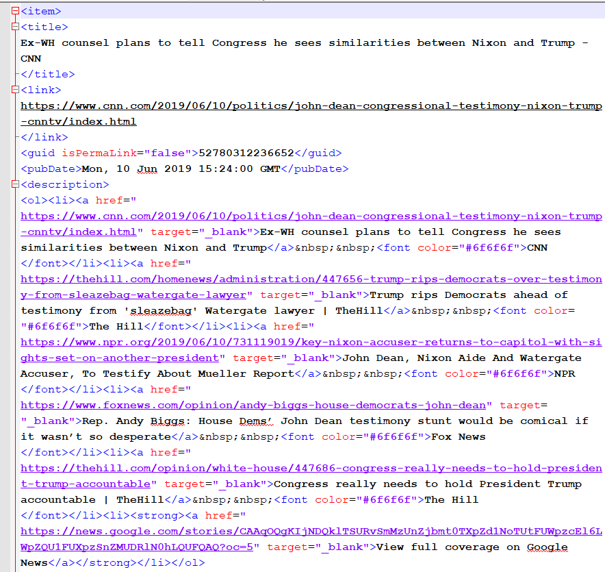 <item>
<title>
Ex-WH counsel plans to tell Congress he sees similarities between Nixon and Trump -
CNN
</title>
<link>
https://www.cnn.com/2019/06/10/politics/john-dean-congressional-testimony-nixon-trump
-cnntv/index.html
</link>
<guid isPermaLink="false">52780312236652</guid>
<pubDate>Mon, 10 Jun 2019 15:24:00 GMT</pubDate>
<description>
<ol><li><a href="
https://www.cnn.com/2019/06/10/politics/john-dean-congressional-testimony-nixon-trump
-cnntv/index.html" target="_blank">Ex-WH counsel plans to tell Congress he sees
similarities between Nixon and Trump</a>&nbsp;&nbsp;<font color="#6f6f6f">CNN
</font></li><li><a href="
https://thehill.com/homenews/administration/447656-trump-rips-democrats-over-testimon
y-from-sleazebag-watergate-lawyer" target="_blank">Trump rips Democrats ahead of
testimony from 'sleazebag' Watergate lawyer | TheHill</a>&nbsp;&nbsp;<font color=
"#6f6f6f">The Hill</font></li><li><a href="
https://www.npr.org/2019/06/10/731119019/key-nixon-accuser-returns-to-capitol-with-si
ghts-set-on-another-president" target="_blank">John Dean, Nixon Aide And Watergate
Accuser, To Testify About Mueller Report</a>&nbsp;&nbsp;<font color="#6f6f6f">NPR
</font></li><li><a href="
https://www.foxnews.com/opinion/andy-biggs-house-democrats-john-dean" target=
"_blank">Rep. Andy Biggs: House Dems’ John Dean testimony stunt would be comical if
it wasn’t so desperate</a>&nbsp;&nbsp;<font color="#6f6f6f">Fox News
</font></li><li><a href="
https://thehill.com/opinion/white-house/447686-congress-really-needs-to-hold-presiden
t-trump-accountable" target="_blank">Congress really needs to hold President Trump
accountable | TheHill</a>&nbsp;&nbsp;<font color="#6f6f6f">The Hill
</font></li><li><strong><a href="
https://news.google.com/stories/CAAqOQgKIjNDQklTSURvSmMzUnZjbmt0TXpZd1NoTUtFUWpzcEl6L
WpZQU1FUXpzSnZMUDRlN0hLQUFQAQ?oc=5" target="_blank">View full coverage on Google
News</a></strong></li></ol>